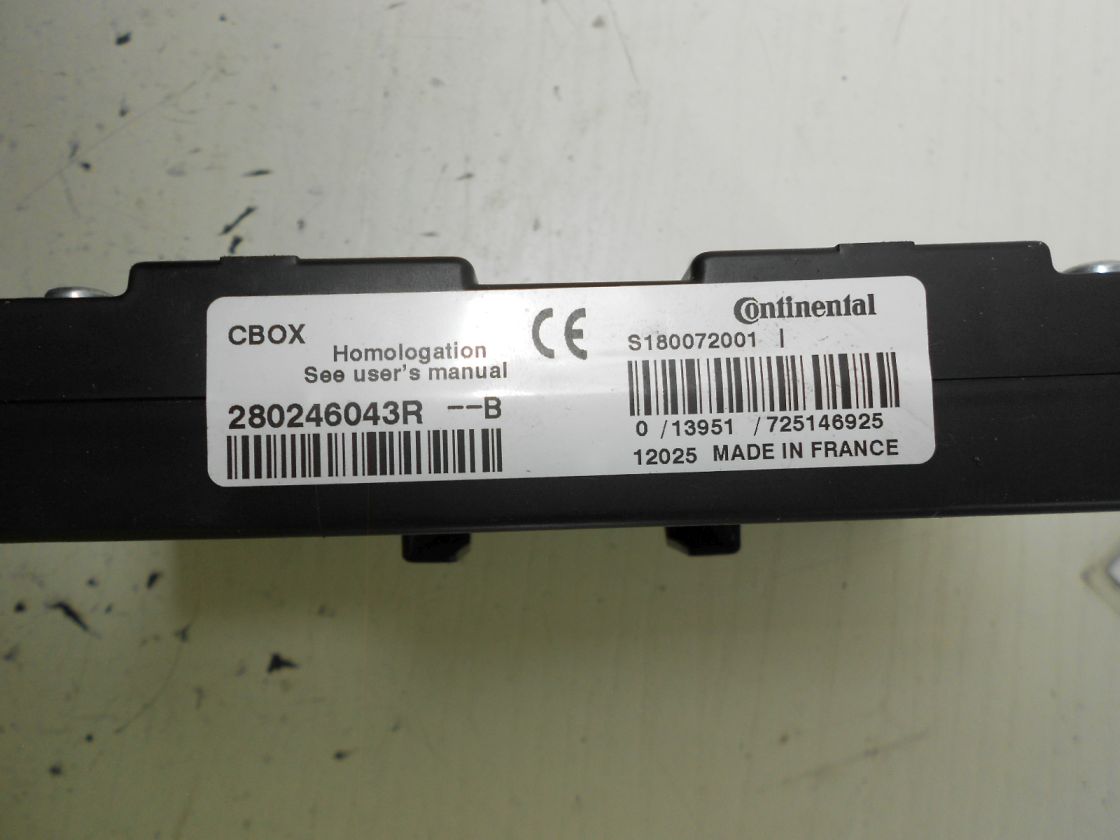 CBOX
Homologation
See user's manual
280246043R --B
CE
Continental
S180072001 I
0 /13951 /725146925
12025 MADE IN FRANCE